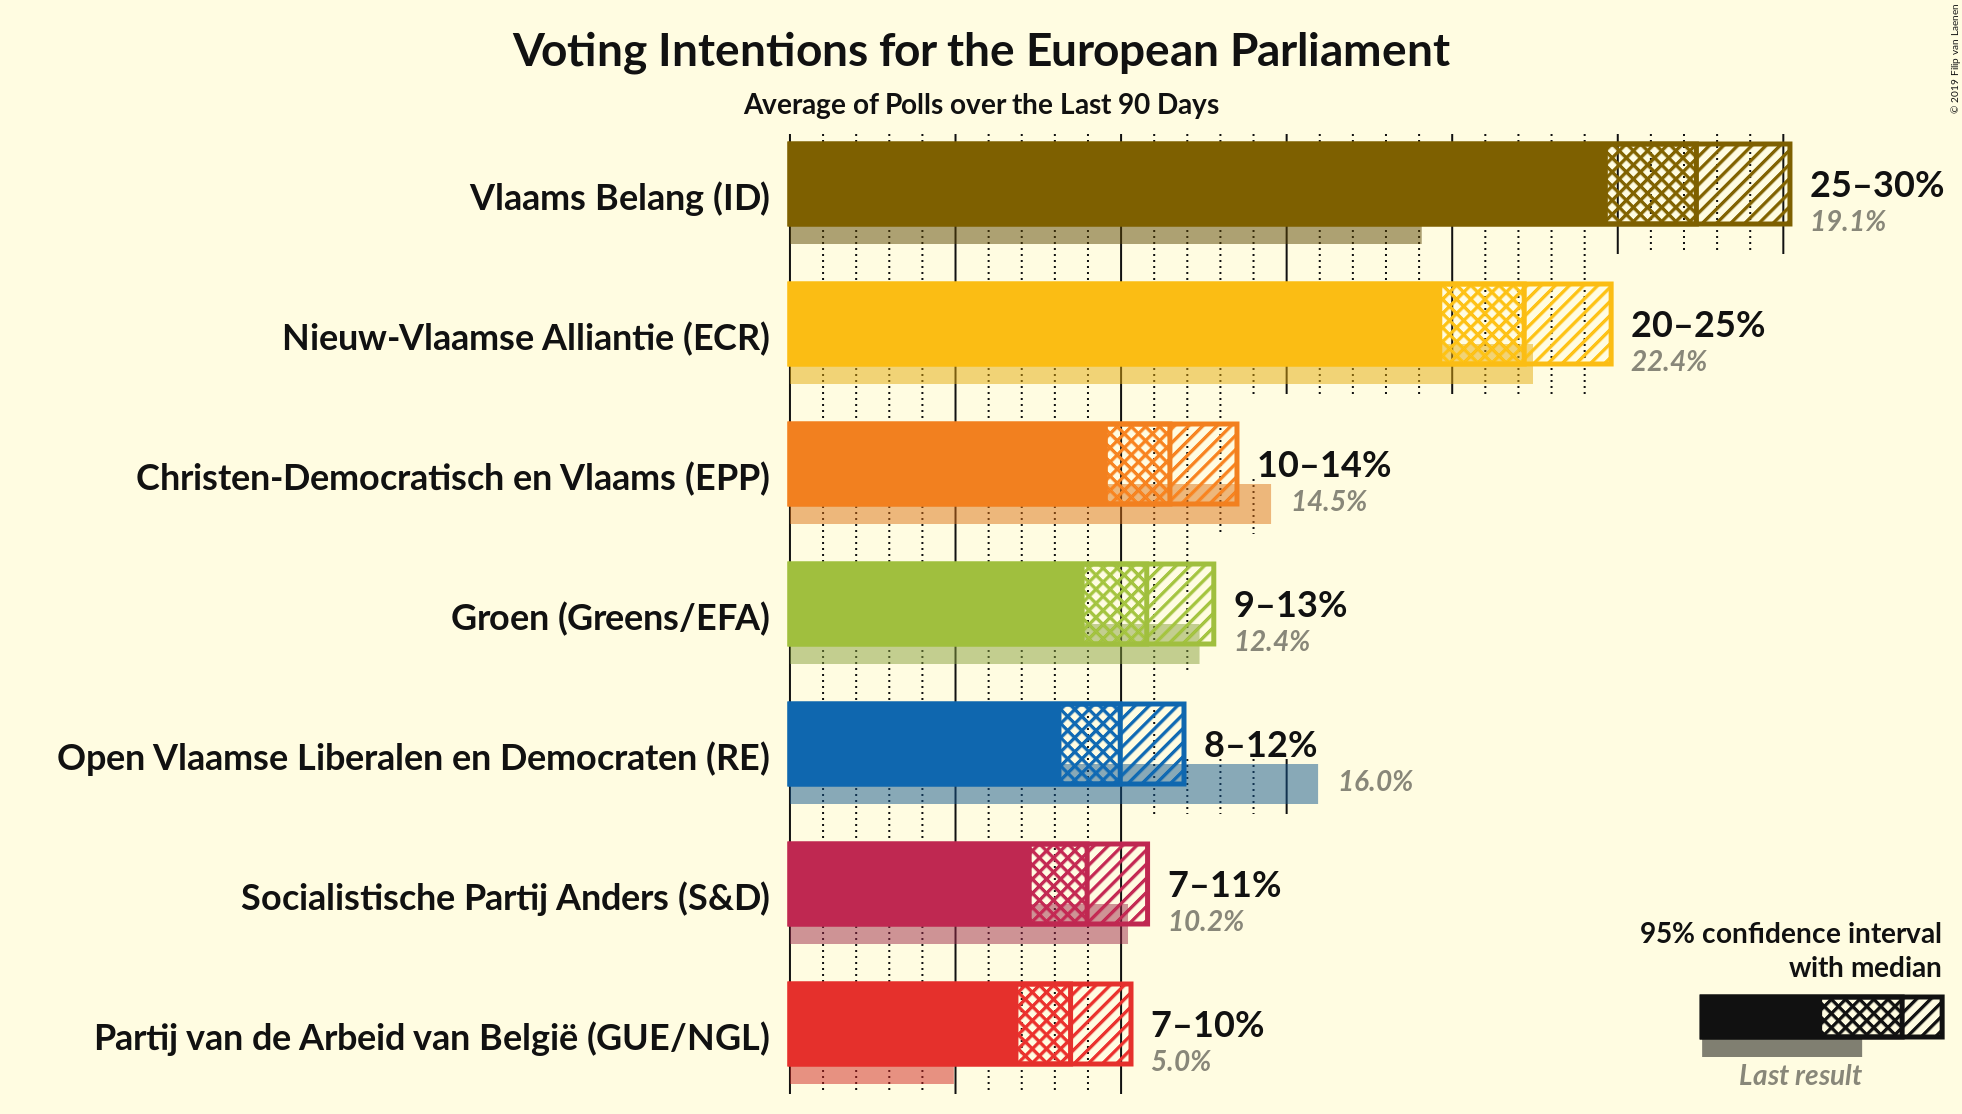 Voting Intentions for the European Parliament
Average of Polls over the Last 90 Days
© 2019 Filip van Laenen
Vlaams Belang (ID)
25–30%
19.1%
Nieuw-Vlaamse Alliantie (ECR)
20–25%
22.4%
Christen-Democratisch en Vlaams (EPP)
10–14%
14.5%
Groen (Greens/EFA)
9–13%
12.4%
Open Vlaamse Liberalen en Democraten (RE)
8–12%
16.0%
Socialistische Partij Anders (S&D)
7–11%
10.2%
Partij van de Arbeid van België (GUE/NGL)
7–10%
5.0%
95% confidence interval
with median
Last result